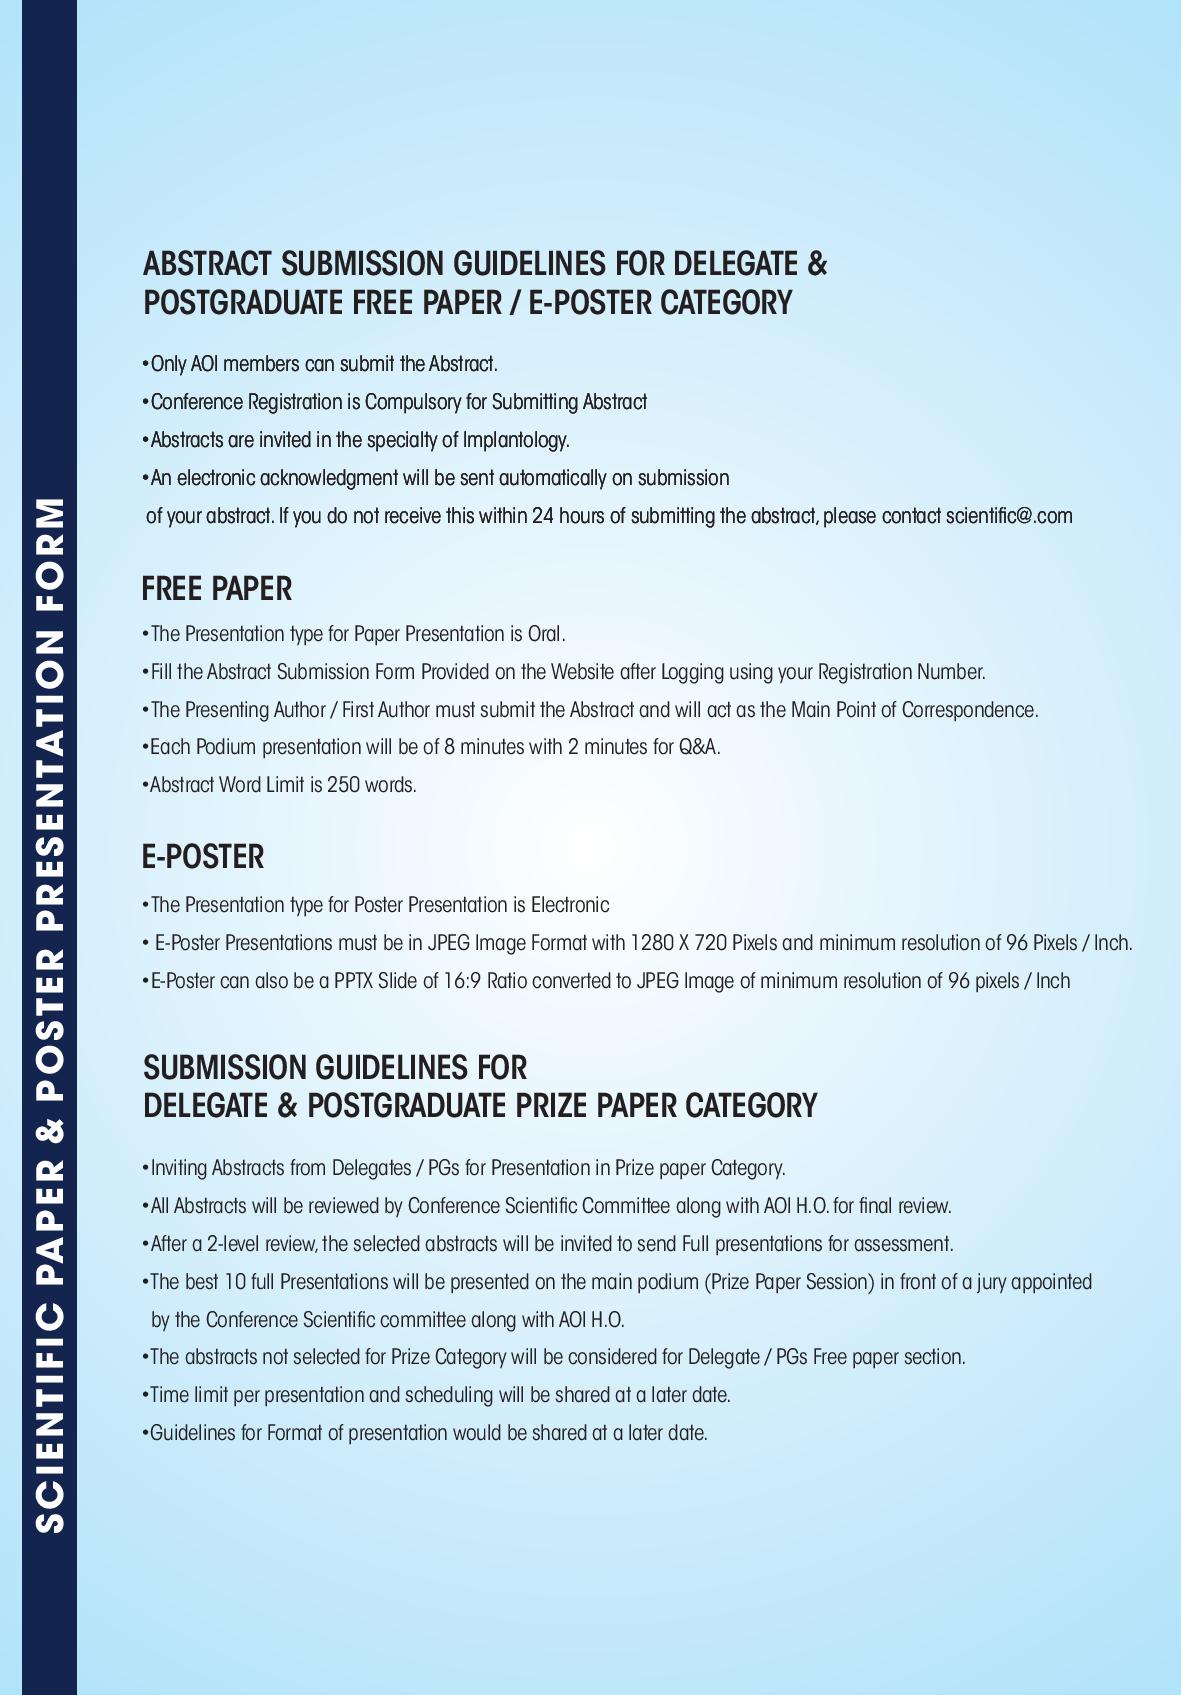 SCIENTIFIC PAPER & POSTER PRESENTATION FORM
ABSTRACT SUBMISSION GUIDELINES FOR DELEGATE &
POSTGRADUATE FREE PAPER / E-POSTER CATEGORY
•Only AOI members can submit the Abstract.
•Conference Registration is Compulsory for Submitting Abstract
•Abstracts are invited in the specialty of Implantology.
•An electronic acknowledgment will be sent automatically on submission
of your abstract. If you do not receive this within 24 hours of submitting the abstract, please contact scientific@.com
FREE PAPER
•The Presentation type for Paper Presentation is Oral.
•Fill the Abstract Submission Form Provided on the Website after Logging using your Registration Number.
•The Presenting Author / First Author must submit the Abstract and will act as the Main Point of Correspondence.
•Each Podium presentation will be of 8 minutes with 2 minutes for Q&A.
•Abstract Word Limit is 250 words.
E-POSTER
•The Presentation type for Poster Presentation is Electronic
• E-Poster Presentations must be in JPEG Image Format with 1280 X 720 Pixels and minimum resolution of 96 Pixels / Inch.
•E-Poster can also be a PPTX Slide of 16:9 Ratio converted to JPEG Image of minimum resolution of 96 pixels / Inch
SUBMISSION GUIDELINES FOR
DELEGATE & POSTGRADUATE PRIZE PAPER CATEGORY
•Inviting Abstracts from Delegates / PGs for Presentation in Prize paper Category.
•All Abstracts will be reviewed by Conference Scientific Committee along with AOI H.O. for final review.
•After a 2-level review, the selected abstracts will be invited to send Full presentations for assessment.
•The best 10 full Presentations will be presented on the main podium (Prize Paper Session) in front of a jury appointed
by the Conference Scientific committee along with AOI H.O.
•The abstracts not selected for Prize Category will be considered for Delegate / PGs Free paper section.
•Time limit per presentation and scheduling will be shared at a later date.
•Guidelines for Format of presentation would be shared at a later date.